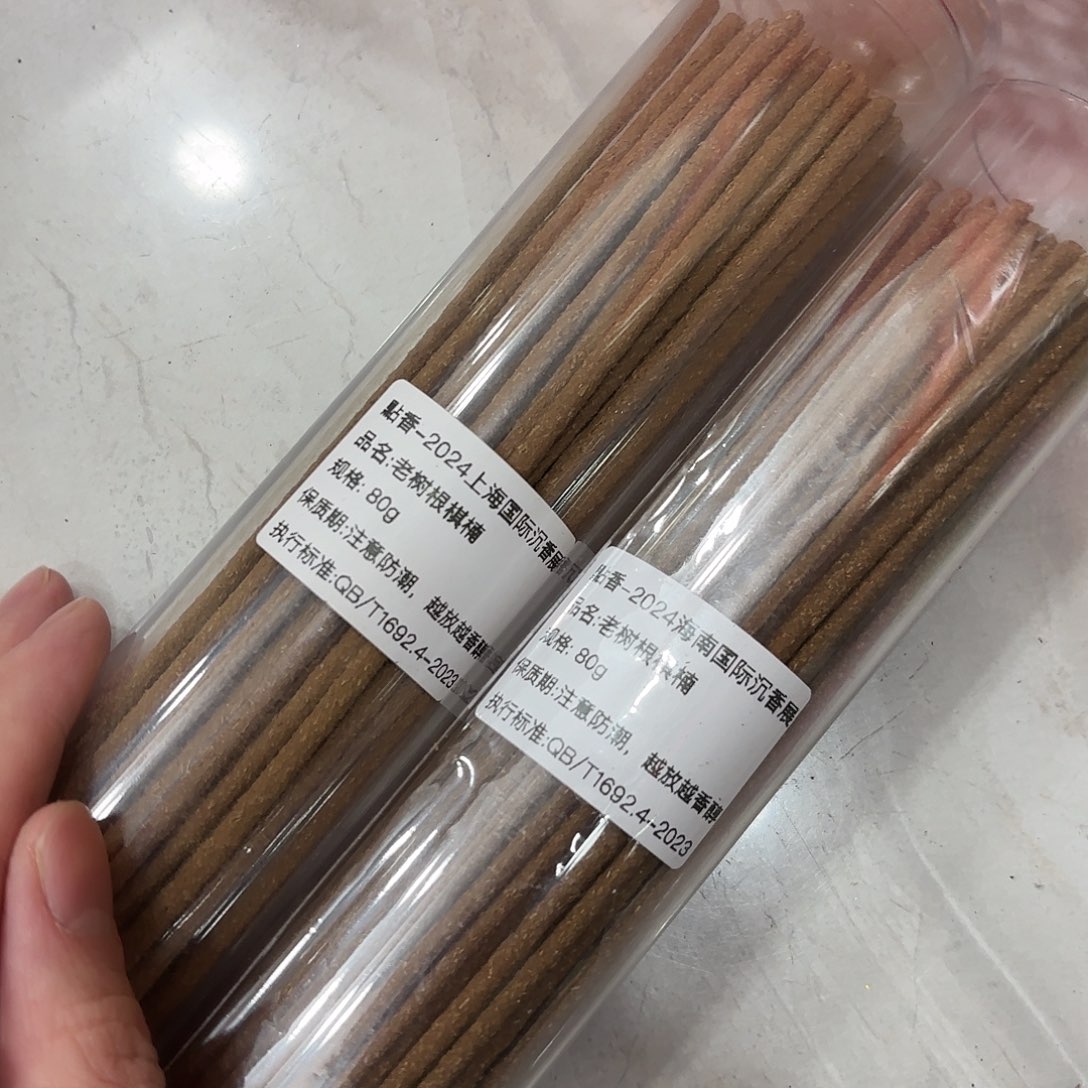 點香-2024上海国际沉香展
品名:老树根棋楠
规格: 80g
保质期:注意防潮，越放越香醇
执行标准:QB/T1692.4-2023
點香-2024海南国际沉香展
品名:老树根棋楠
规格: 80g
保质期:注意防潮，越放越香醇
执行标准:QB/T1692.4-2023